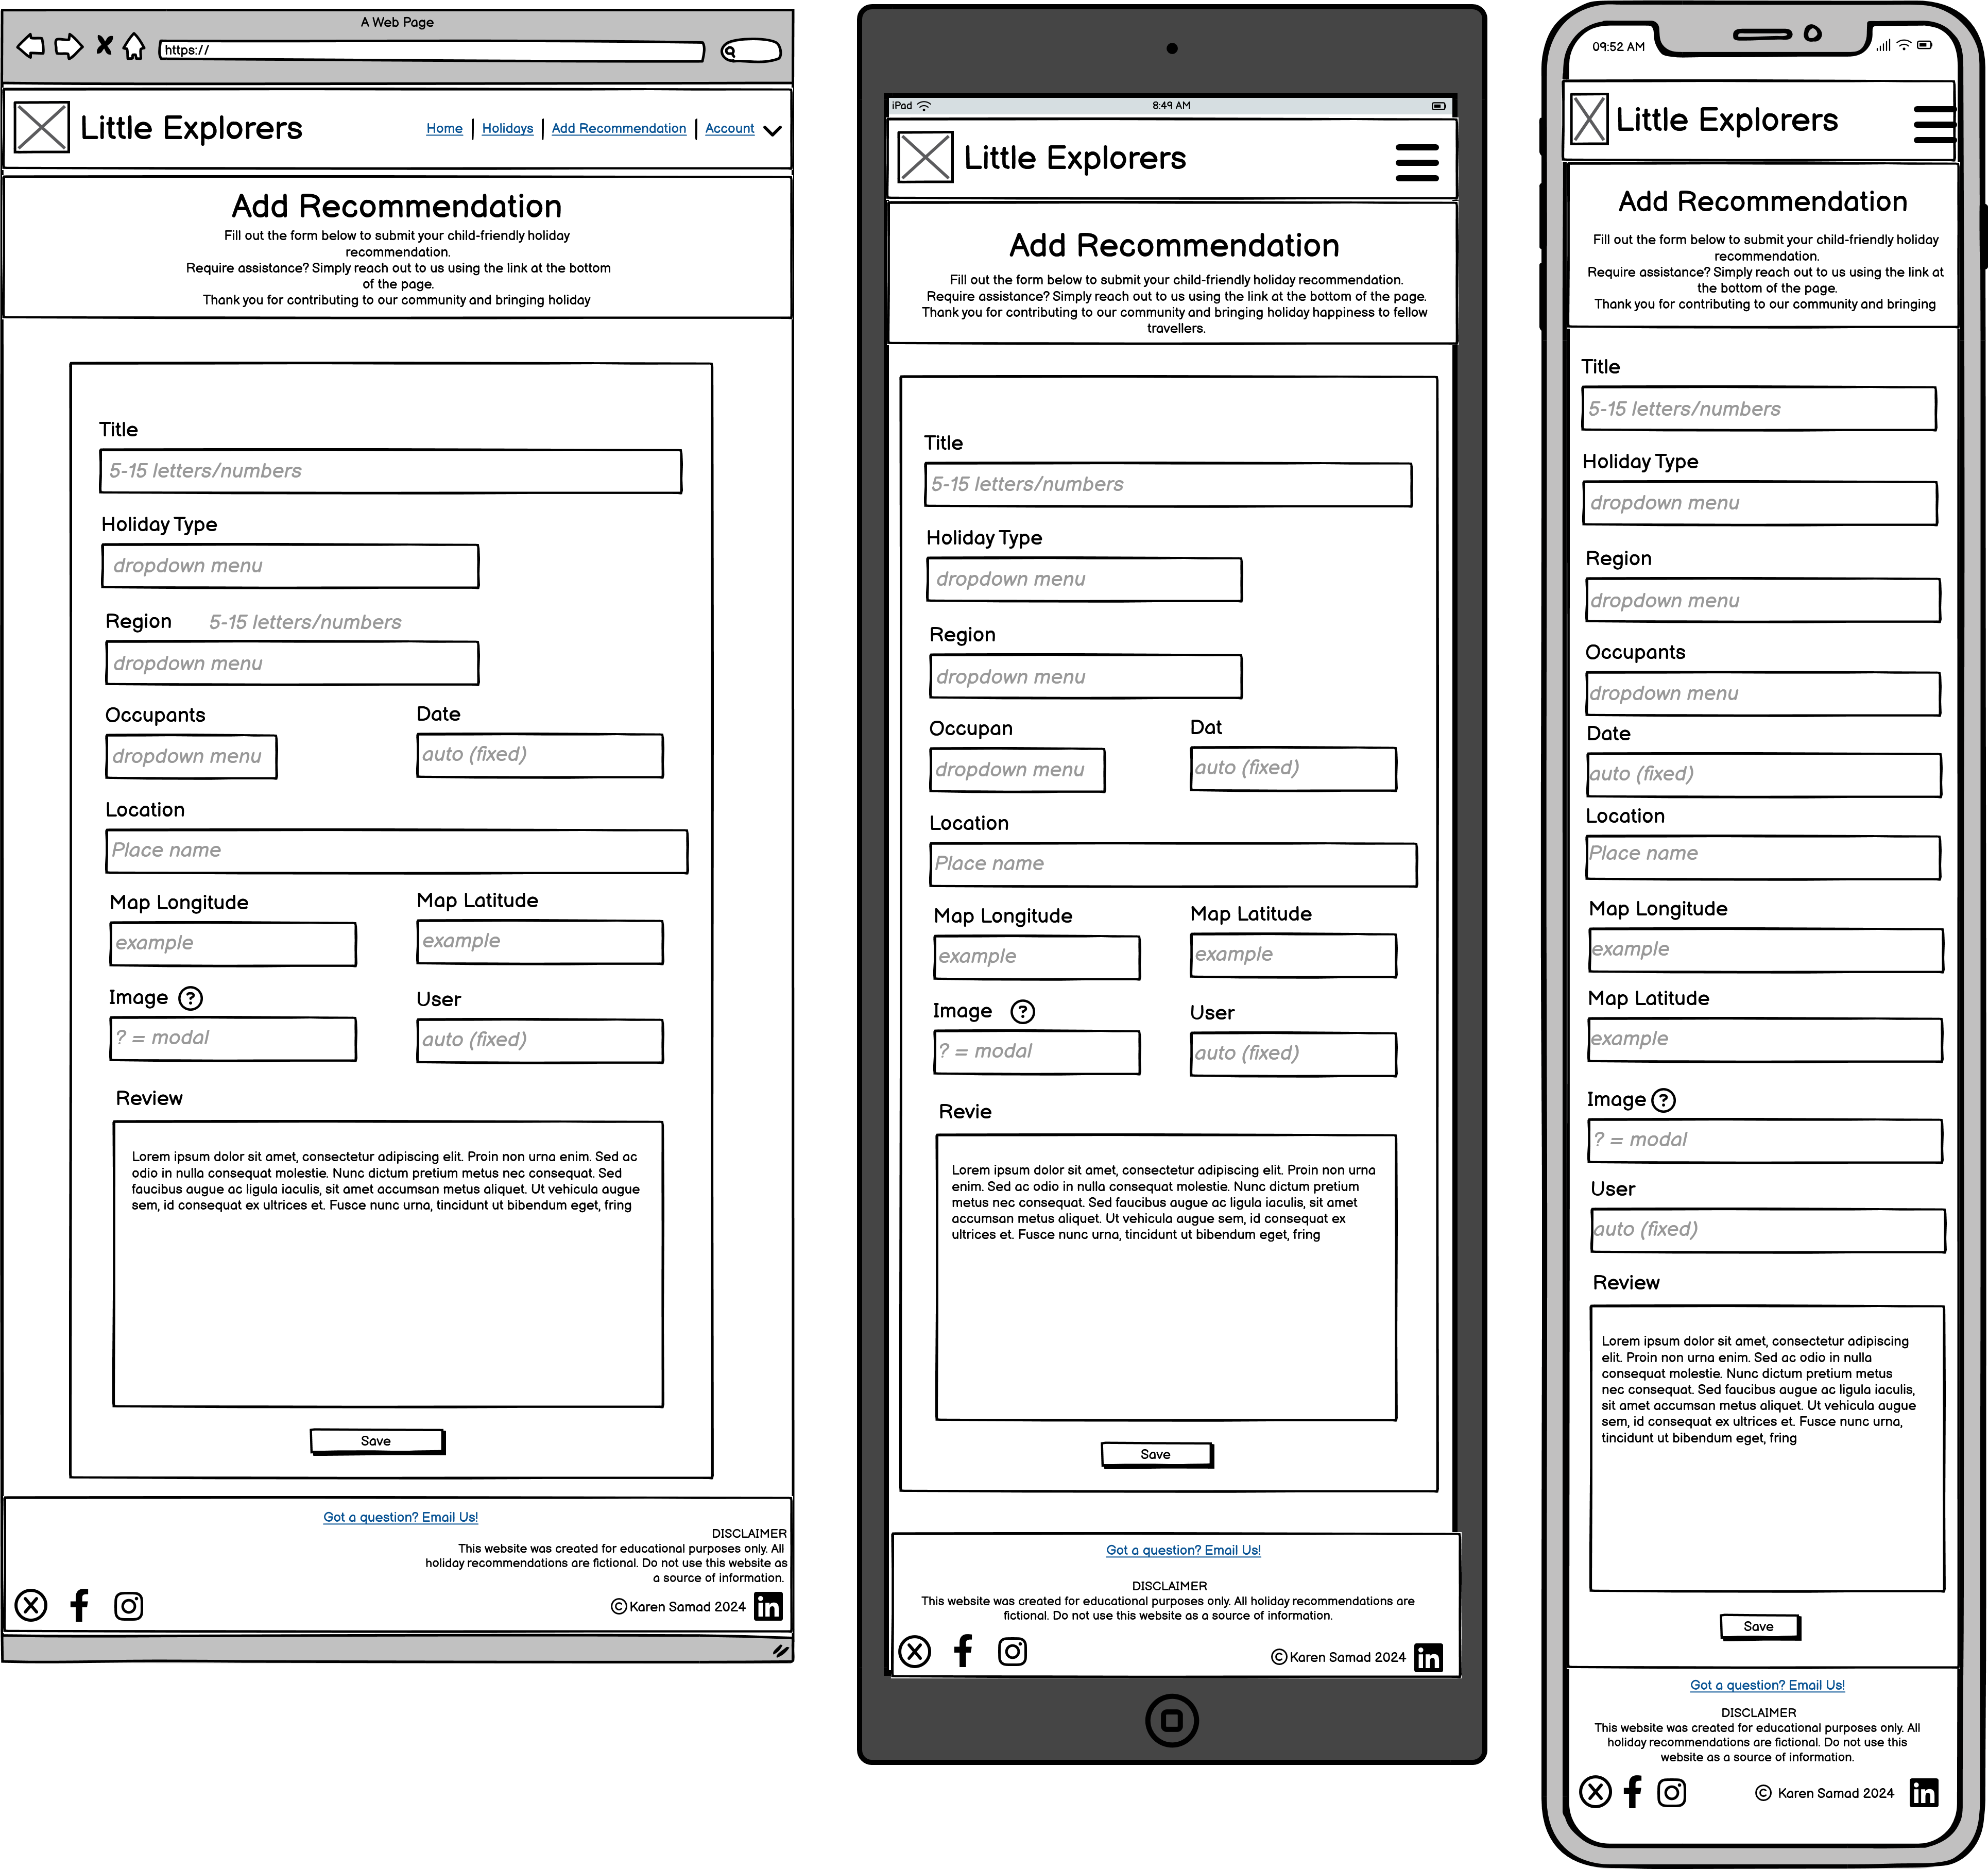 A Web Page
https://
Little Explorers
Home | Holidays | Add Recommendation | Account
Add Recommendation
Fill out the form below to submit your child-friendly holiday
recommendation.
Require assistance? Simply reach out to us using the link at the bottom
of the page.
Thank you for contributing to our community and bringing holiday
Title
5-15 letters/numbers
Holiday Type
dropdown menu
Region 5-15 letters/numbers
dropdown menu
Occupants Date
dropdown menu auto (fixed)
Location
Place name
Map Longitude Map Latitude
example example
Image ? User
? = modal auto (fixed)
Review
Lorem ipsum dolor sit amet, consectetur adipiscing elit. Proin non urna enim. Sed ac
odio in nulla consequat molestie. Nunc dictum pretium metus nec consequat. Sed
faucibus augue ac ligula iaculis, sit amet accumsan metus aliquet. Ut vehicula augue
sem, id consequat ex ultrices et. Fusce nunc urna, tincidunt ut bibendum eget, fring
Save
Got a question? Email Us!
DISCLAIMER
This website was created for educational purposes only. All
holiday recommendations are fictional. Do not use this website as
a source of information.
© Karen Samad 2024 in
iPad 8:49 AM
Little Explorers
Add Recommendation
Fill out the form below to submit your child-friendly holiday recommendation.
Require assistance? Simply reach out to us using the link at the bottom of the page.
Thank you for contributing to our community and bringing holiday happiness to fellow
travellers.
Title
5-15 letters/numbers
Holiday Type
dropdown menu
Region
dropdown menu
Occupan Dat
dropdown menu auto (fixed)
Location
Place name
Map Longitude Map Latitude
example example
Image ? User
? = modal auto (fixed)
Revie
Lorem ipsum dolor sit amet, consectetur adipiscing elit. Proin non urna
enim. Sed ac odio in nulla consequat molestie. Nunc dictum pretium
metus nec consequat. Sed faucibus augue ac ligula iaculis, sit amet
accumsan metus aliquet. Ut vehicula augue sem, id consequat ex
ultrices et. Fusce nunc urna, tincidunt ut bibendum eget, fring
Save
Got a question? Email Us!
DISCLAIMER
This website was created for educational purposes only. All holiday recommendations are
fictional. Do not use this website as a source of information.
© Karen Samad 2024 in
09:52 AM
Little Explorers
Add Recommendation
Fill out the form below to submit your child-friendly holiday
recommendation.
Require assistance? Simply reach out to us using the link at
the bottom of the page.
Thank you for contributing to our community and bringing
Title
5-15 letters/numbers
Holiday Type
dropdown menu
Region
dropdown menu
Occupants
dropdown menu
Date
auto (fixed)
Location
Place name
Map Longitude
example
Map Latitude
example
Image ?
? = modal
User
auto (fixed)
Review
Lorem ipsum dolor sit amet, consectetur adipiscing
elit. Proin non urna enim. Sed ac odio in nulla
consequat molestie. Nunc dictum pretium metus
nec consequat. Sed faucibus augue ac ligula iaculis,
sit amet accumsan metus aliquet. Ut vehicula augue
sem, id consequat ex ultrices et. Fusce nunc urna,
tincidunt ut bibendum eget, fring
Save
Got a question? Email Us!
DISCLAIMER
This website was created for educational purposes only. All
holiday recommendations are fictional. Do not use this
website as a source of information.
© Karen Samad 2024 in